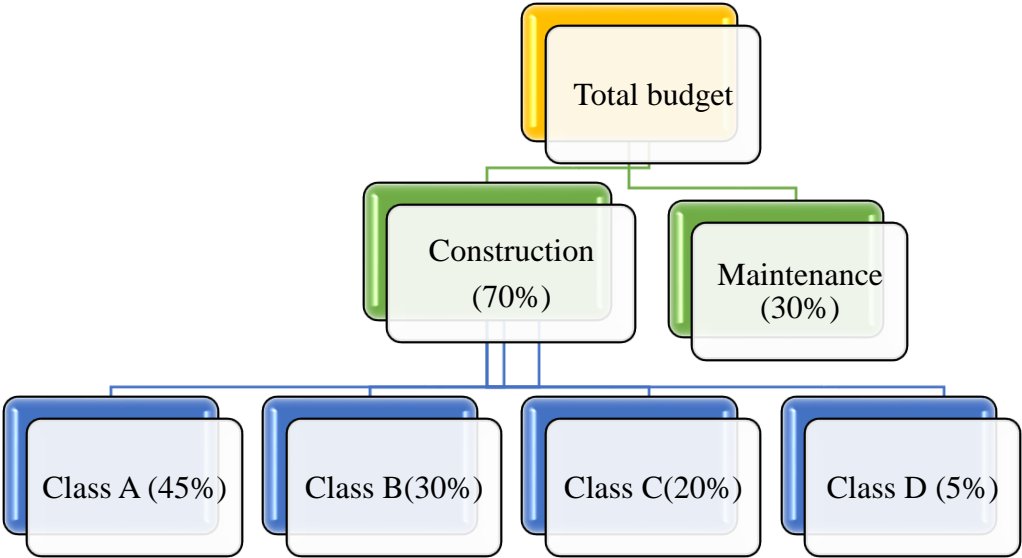 Total budget
Construction
(70%)
Maintenance
(30%)
Class A (45%)
Class B(30%)
Class C(20%)
Class D (5%)